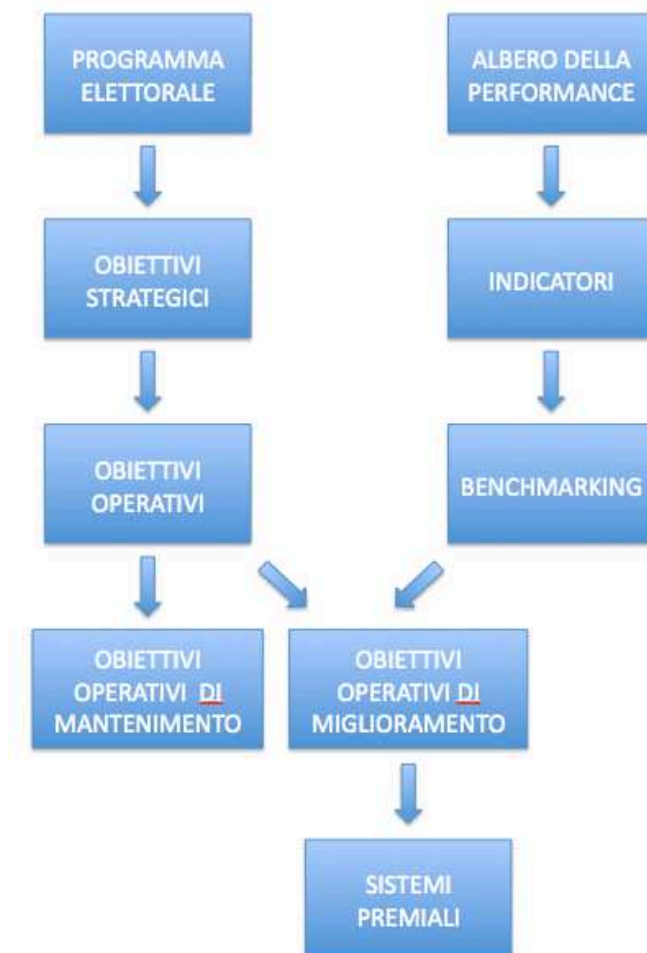 PROGRAMMA
ELETTORALE
ALBERO DELLA
PERFORMANCE
OBIETTIVI
STRATEGICI
INDICATORI
OBIETTIVI
OPERATIVI
BENCHMARKING
OBIETTIVI
OPERATIVI DI
MANTENIMENTO
OBIETTIVI
OPERATIVI DI
MIGLIORAMENTO
SISTEMI
PREMIALI